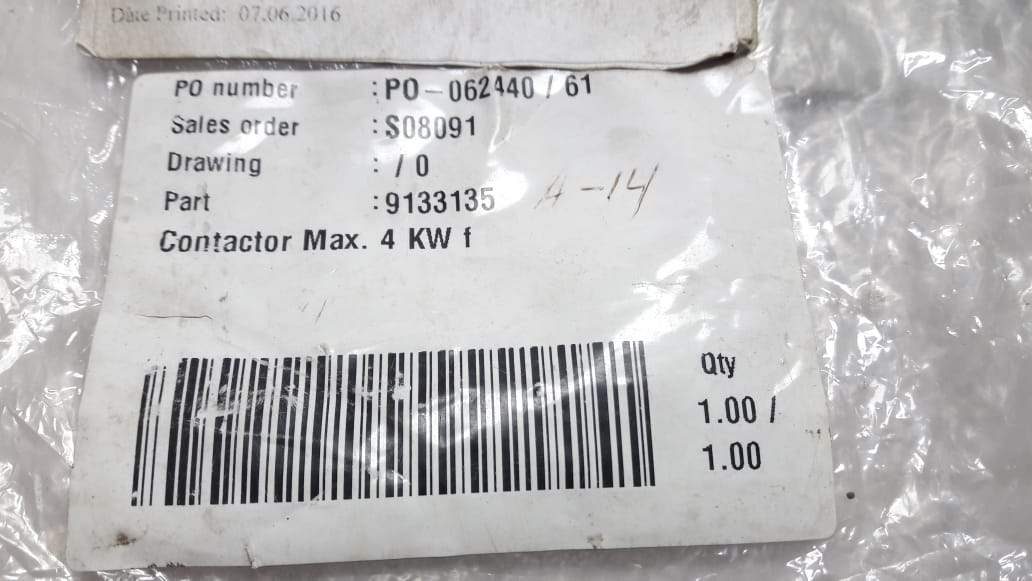 Date Printed: 07.06.2016
PO number :PO-062440 / 61
Sales order :S08091
Drawing : / 0
Part :9133135 A-14
Contactor Max. 4 KW f
Qty
1.00 /
1.00